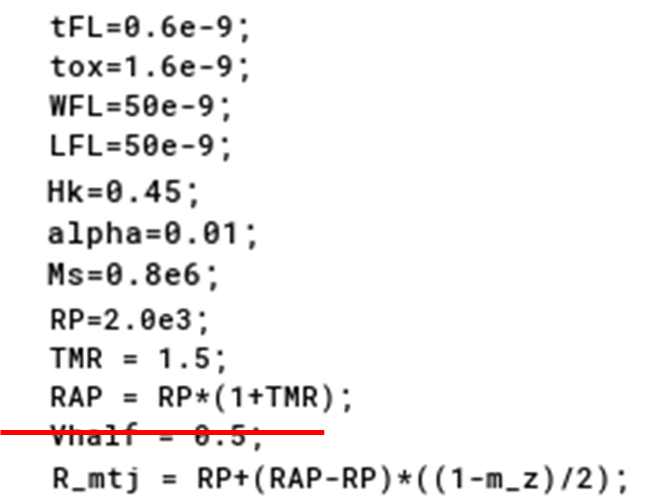 tFL=0.6e-9;
tox=1.6e-9;
WFL=50e-9;
LFL=50e-9;
Hk=0.45;
alpha=0.01;
Ms=0.8e6;
RP=2.0e3;
TMR = 1.5;
RAP = RP*(1+TMR);
Vhalf = 0.5;
R_mtj = RP+(RAP-RP)*((1-m_z)/2);